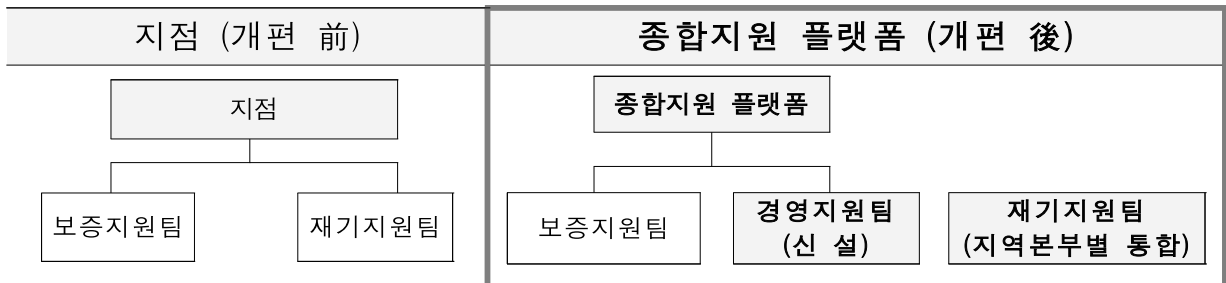 지점 (개편 前)
종합지원 플랫폼 (개편 後)
지점
보증지원팀
재기지원팀
종합지원 플랫폼
보증지원팀
경영지원팀
(신 설)
재기지원팀
(지역본부별 통합)